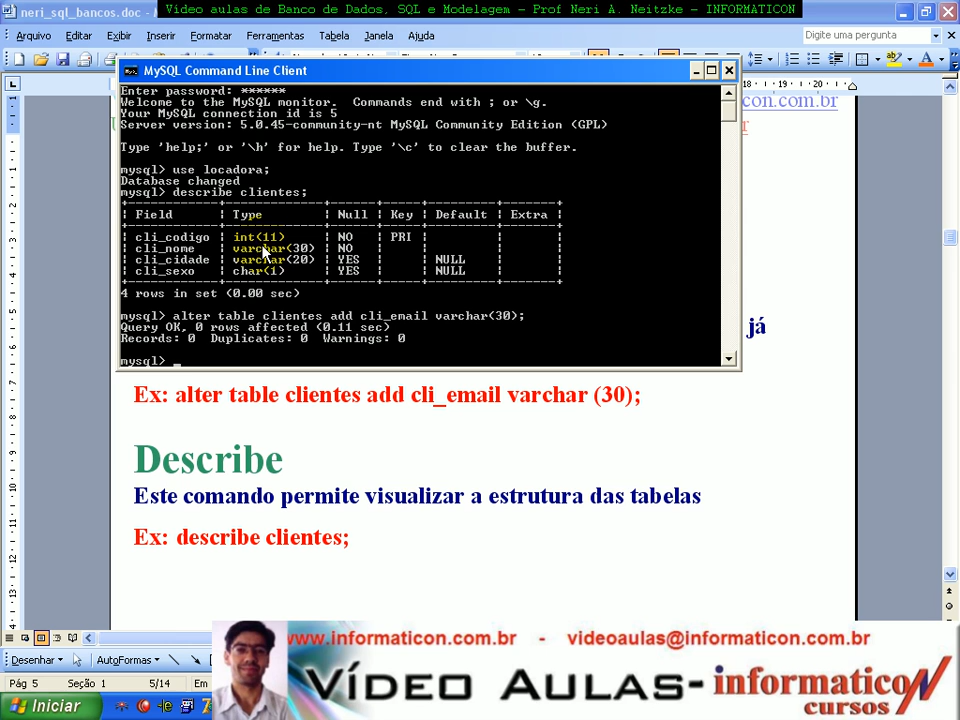 neri_sql_bancos.doc -
Vídeo aulas de Banco de Dados, SQL e Modelagem - Prof Neri A. Neitzke - INFORMATICON
Arquivo Editar Exibir Inserir Formatar Ferramentas Tabela Janela Ajuda
Digite uma pergunta
MySQL Command Line Client
18 · 19 · 20
Enter password: ******
Welcome to the MySQL monitor.  Commands end with ; or \g.
Your MySQL connection id is 5
Server version: 5.0.45-community-nt MySQL Community Edition (GPL)
Type 'help;' or '\h' for help. Type '\c' to clear the buffer.
mysql> use locadora;
Database changed
mysql> describe clientes;
+------------+-------------+------+-----+---------+-------+
| Field      | Type        | Null | Key | Default | Extra |
+------------+-------------+------+-----+---------+-------+
| cli_codigo | int(11)     | NO   | PRI |         |       |
| cli_nome   | varchar(30) | NO   |     |         |       |
| cli_cidade | varchar(20) | YES  |     | NULL    |       |
| cli_sexo   | char(1)     | YES  |     | NULL    |       |
+------------+-------------+------+-----+---------+-------+
4 rows in set (0.00 sec)
mysql> alter table clientes add cli_email varchar(30);
Query OK, 0 rows affected (0.11 sec)
Records: 0  Duplicates: 0  Warnings: 0
mysql> _
icon.com.br
já
Ex: alter table clientes add cli_email varchar (30);
Describe
Este comando permite visualizar a estrutura das tabelas
Ex: describe clientes;
www.informaticon.com.br - videoaulas@informaticon.com.br
Vídeo Aulas- informaticon
cursos
Desenhar AutoFormas
Pág 5 Seção 1 5/14 Em
Iniciar